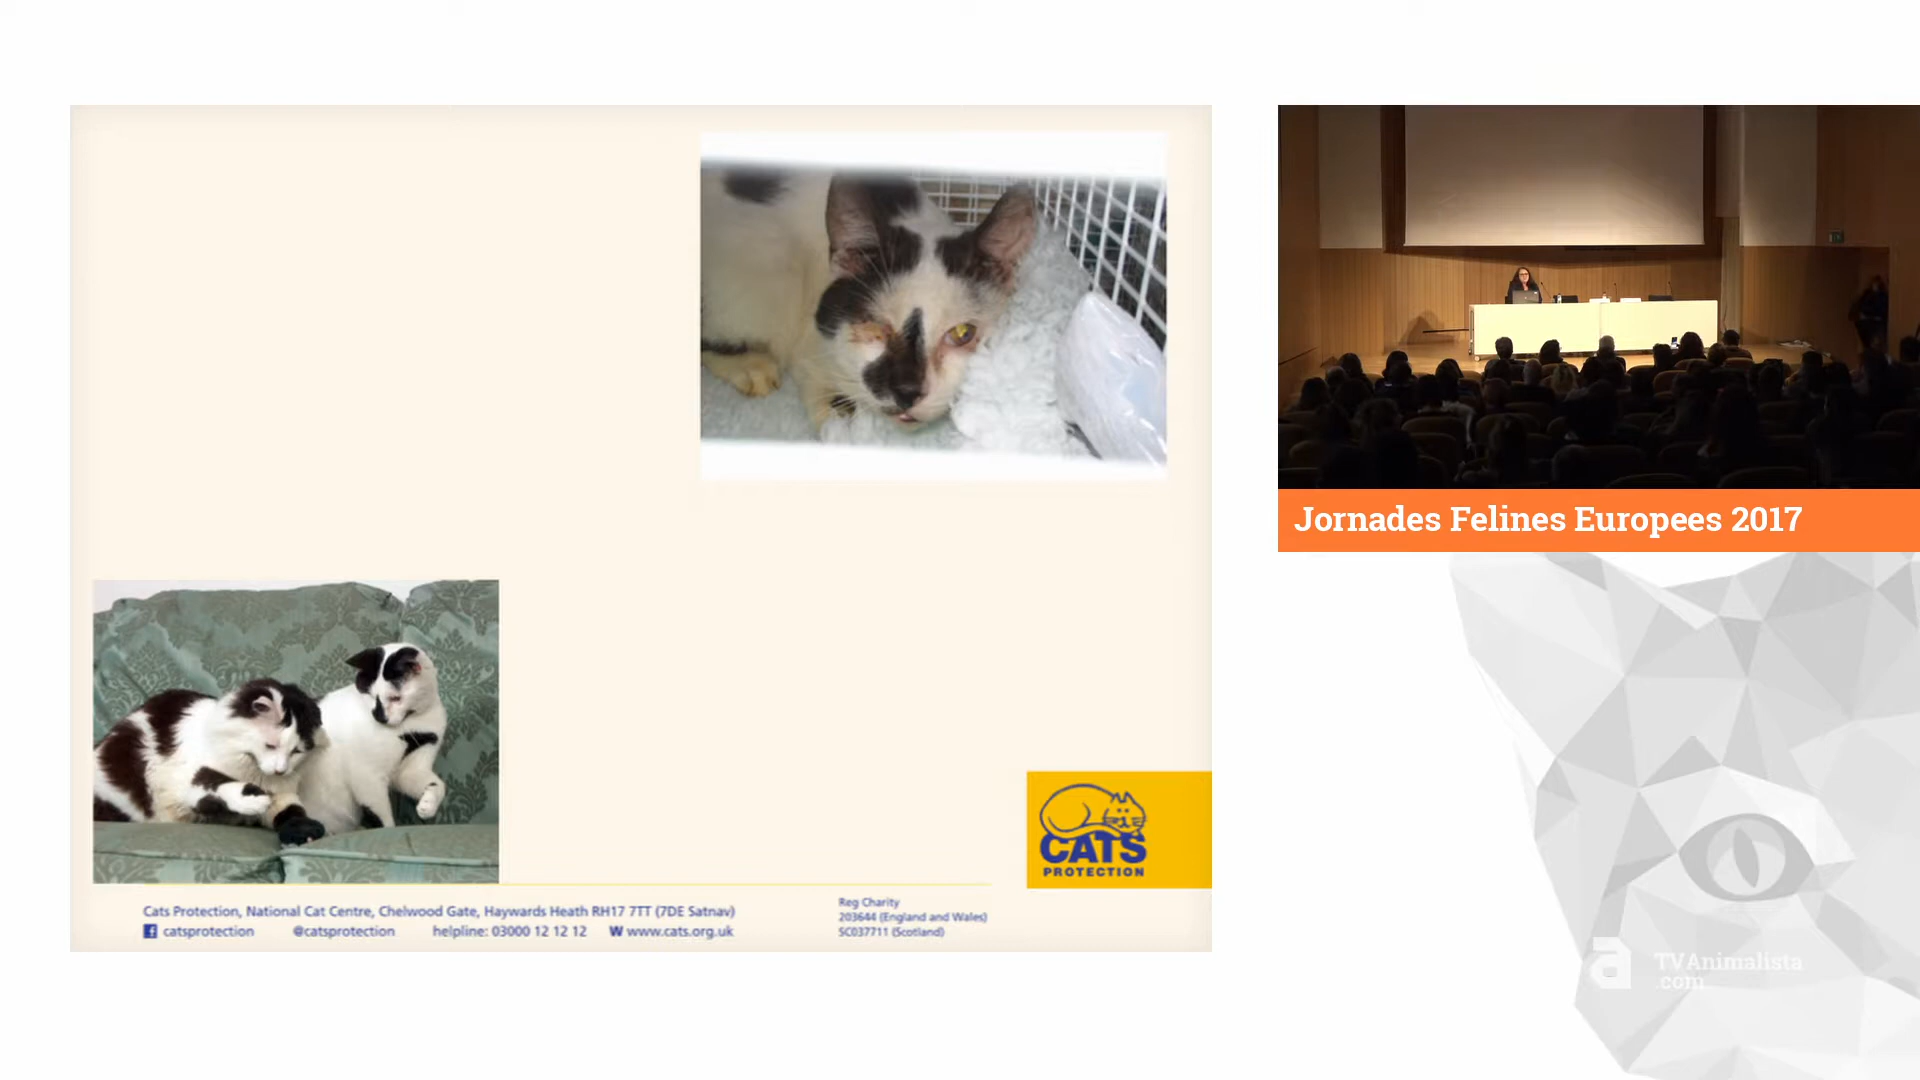 CATS
PROTECTION
Cats Protection, National Cat Centre, Chelwood Gate, Haywards Heath RH17 7TT (7DE Satnav)
catsprotection @catsprotection helpline: 03000 12 12 12 W www.cats.org.uk
Reg Charity
203644 (England and Wales)
SC037711 (Scotland)
Jornades Felines Europees 2017
TVAnimalista
.com